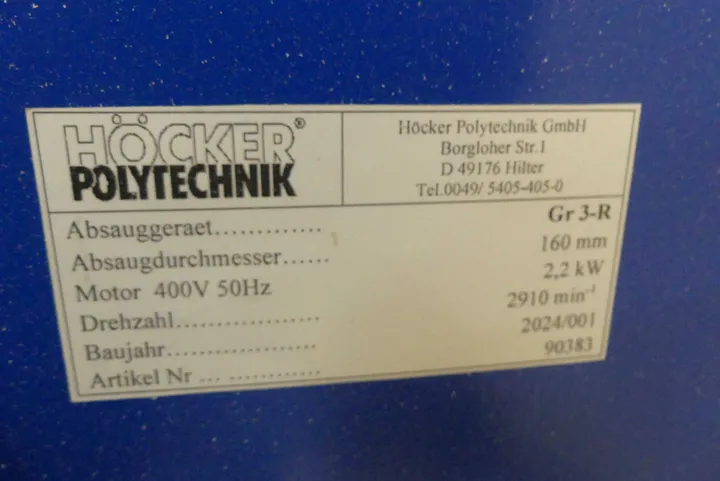 HÖCKER®
POLYTECHNIK
Höcker Polytechnik GmbH
Borgloher Str.1
D 49176 Hilter
Tel.0049/ 5405-405-0
Absauggeraet............. Gr 3-R
Absaugdurchmesser...... 160 mm
Motor 400V 50Hz 2,2 kW
Drehzahl.................. 2910 min⁻¹
Baujahr................... 2024/001
Artikel Nr ... ............. 90383